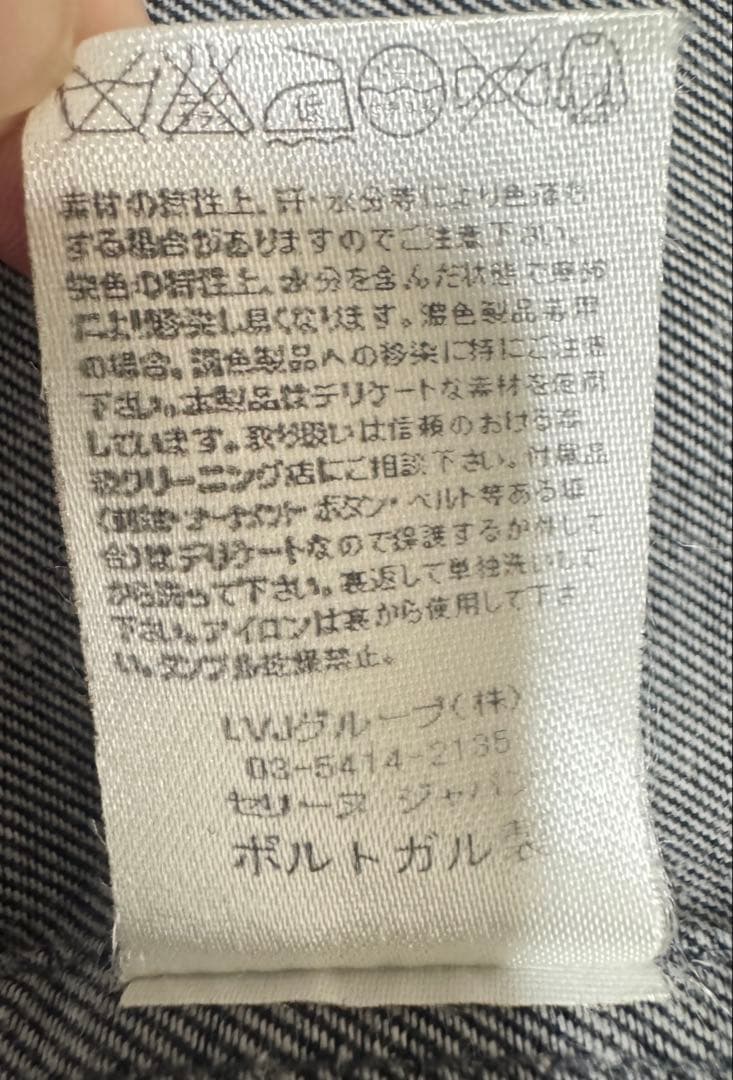 素材の特性上、汗・水分等により色落ち
する場合がありますのでご注意下さい。
染色の特性上、水分を含んだ状態で摩擦
により移染し易くなります。濃色製品着用
の場合、淡色製品への移染に特にご注意
下さい。本製品はデリケートな素材を使用
しています。取り扱いは信頼のおける
クリーニング店にご相談下さい。付属品
ボタン・ベルト等ある場
合)はデリケートなので保護するか外して
から洗って下さい。裏返して単独洗いして
下さい。アイロンは裏から使用して下さ
い。タンブル乾燥禁止。
LVJグループ(株)
03-5414-2135
セリーヌ ジャパン
ポルトガル製